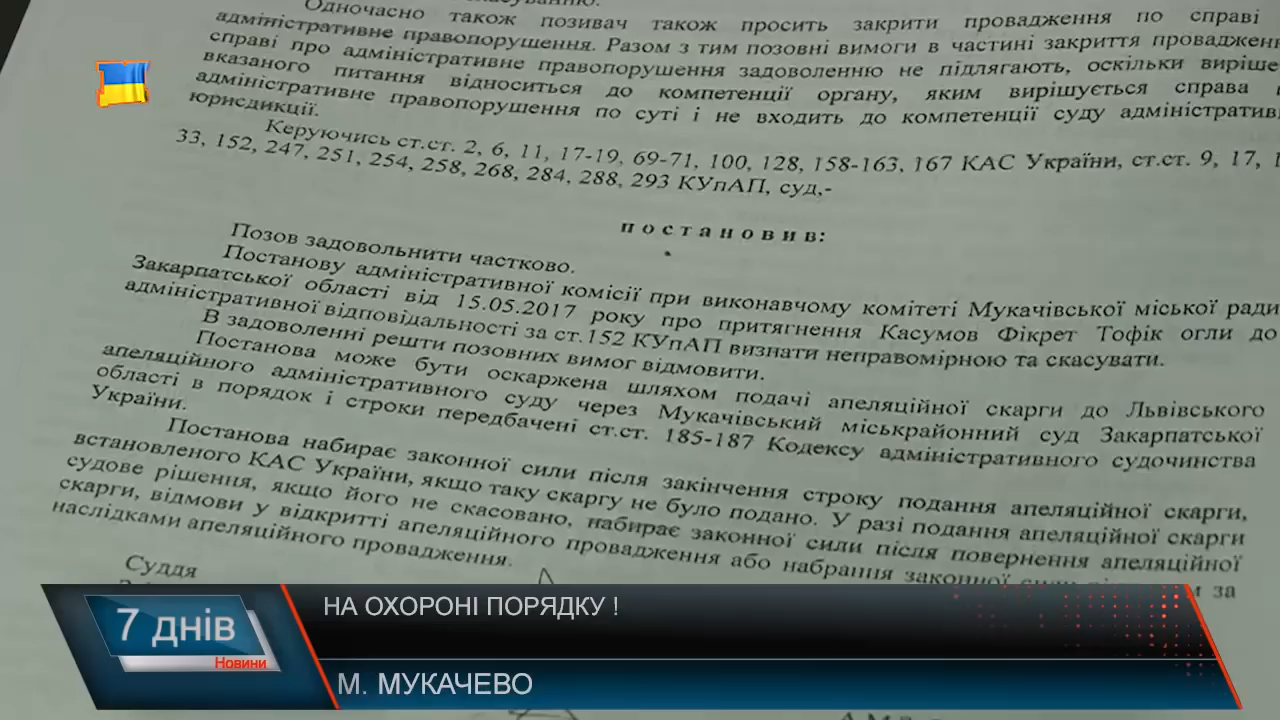 Одночасно також позивач також просить закрити провадження по справі
адміністративне правопорушення. Разом з тим позовні вимоги в частині закриття
справі про адміністративне правопорушення задоволенню не підлягають, оскільки
вказаного питання відноситься до компетенції органу, яким вирішується справа
адміністративне правопорушення по суті і не входить до компетенції суду
юрисдикції.
Керуючись ст.ст. 2, 6, 11, 17-19, 69-71, 100, 128, 158-163, 167 КАС України, ст.ст. 9, 17,
33, 152, 247, 251, 254, 258, 268, 284, 288, 293 КУпАП, суд,-
п о с т а н о в и в:
Позов задовольнити частково.
Постанову адміністративної комісії при виконавчому комітеті Мукачівської міської ради
Закарпатської області від 15.05.2017 року про притягнення Касумов Фікрет Тофік огли до
адміністративної відповідальності за ст.152 КУпАП визнати неправомірною та скасувати.
В задоволенні решти позовних вимог відмовити.
Постанова може бути оскаржена шляхом подачі апеляційної скарги до Львівського
апеляційного адміністративного суду через Мукачівський міськрайонний суд Закарпатської
області в порядок і строки передбачені ст.ст. 185-187 Кодексу адміністративного судочинства
України.
Постанова набирає законної сили після закінчення строку подання апеляційної скарги,
встановленого КАС України, якщо таку скаргу не було подано. У разі подання апеляційної скарги
судове рішення, якщо його не скасовано, набирає законної сили після повернення апеляційної
скарги, відмови у відкритті апеляційного провадження або набрання законної за
наслідками апеляційного провадження.
Суддя
7 днів
Новини
НА ОХОРОНІ ПОРЯДКУ !
М. МУКАЧЕВО